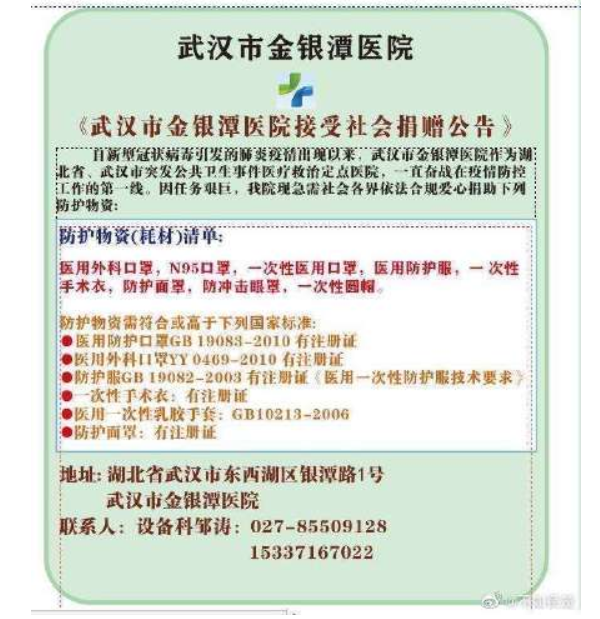 武汉市金银潭医院
《武汉市金银潭医院接受社会捐赠公告》
自新型冠状病毒引发的肺炎疫情出现以来，武汉市金银潭医院作为湖
北省、武汉市突发公共卫生事件医疗救治定点医院，一直奋战在疫情防控
工作的第一线。因任务艰巨，我院现急需社会各界依法合规爱心捐助下列
防护物资：
防护物资(耗材)清单：
医用外科口罩，N95口罩，一次性医用口罩，医用防护服，一次性
手术衣，防护面罩，防冲击眼罩，一次性圆帽。
防护物资需符合或高于下列国家标准：
●医用防护口罩GB 19083-2010 有注册证
●医用外科口罩YY 0469-2010 有注册证
●防护服GB 19082-2003 有注册证《医用一次性防护服技术要求》
●一次性手术衣：有注册证
●医用一次性乳胶手套：GB10213-2006
●防护面罩：有注册证
地址：湖北省武汉市东西湖区银潭路1号
武汉市金银潭医院
联系人：设备科邹涛：027-85509128
15337167022